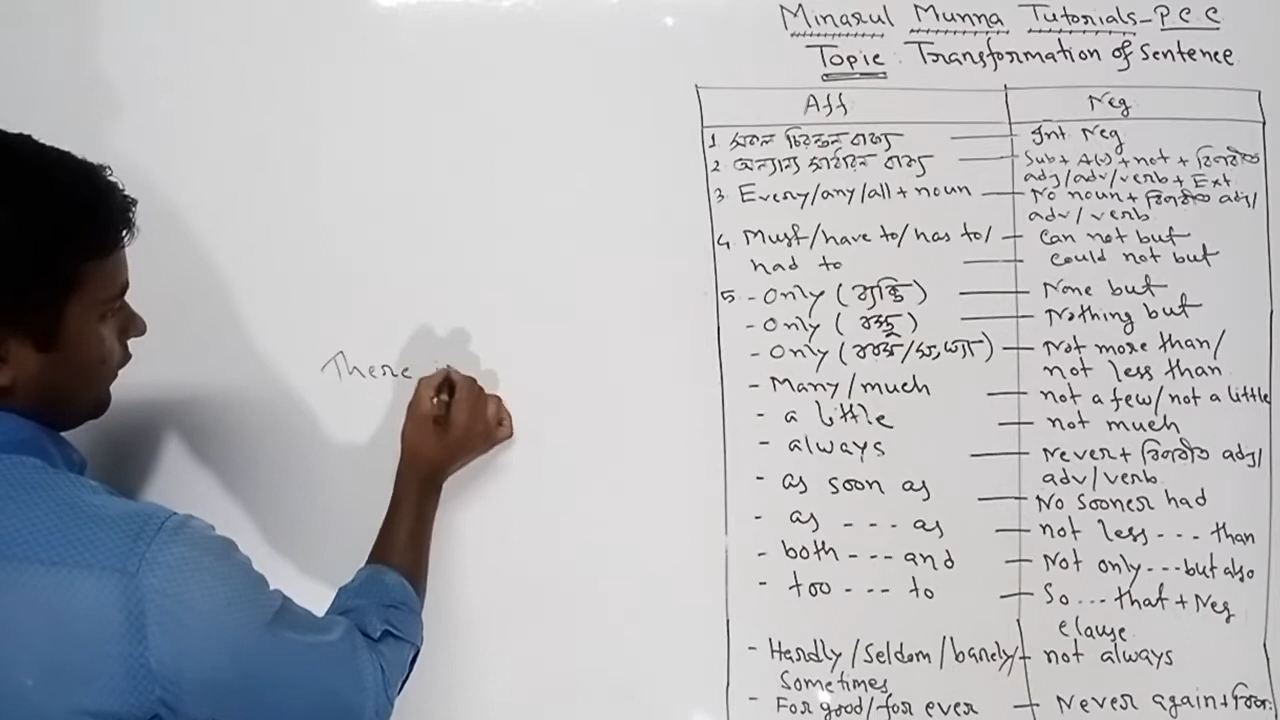 Minarul Munna Tutorials-PCC
Topic: Transformation of Sentence
Aff
Neg
1. সকল চিরন্তন বাক্য — Int Neg
2. অন্যান্য সাধারন বাক্য — Sub + A(v) + not + বিপরীত
adj/adv/verb + Ext.
3. Every/any/all + noun — No noun + বিপরীত adj/
adv/verb
4. Must/have to/has to/ — Can not but
had to — could not but
5 - Only (ব্যক্তি) — None but
- Only (বস্তু) — Nothing but
- Only (বয়স/সংখ্যা) — Not more than/
not less than
- Many/much — not a few/not a little
- a little — not much
- always — Never + বিপরীত adj/
adv/verb
- as soon as — No sooner had
- as --- as — not less --- than
- both --- and — Not only --- but also
- too --- to — So... that + Neg
clause
- Hardly/Seldom/barely/ — not always
Sometimes
- For good/for ever — Never again +
There